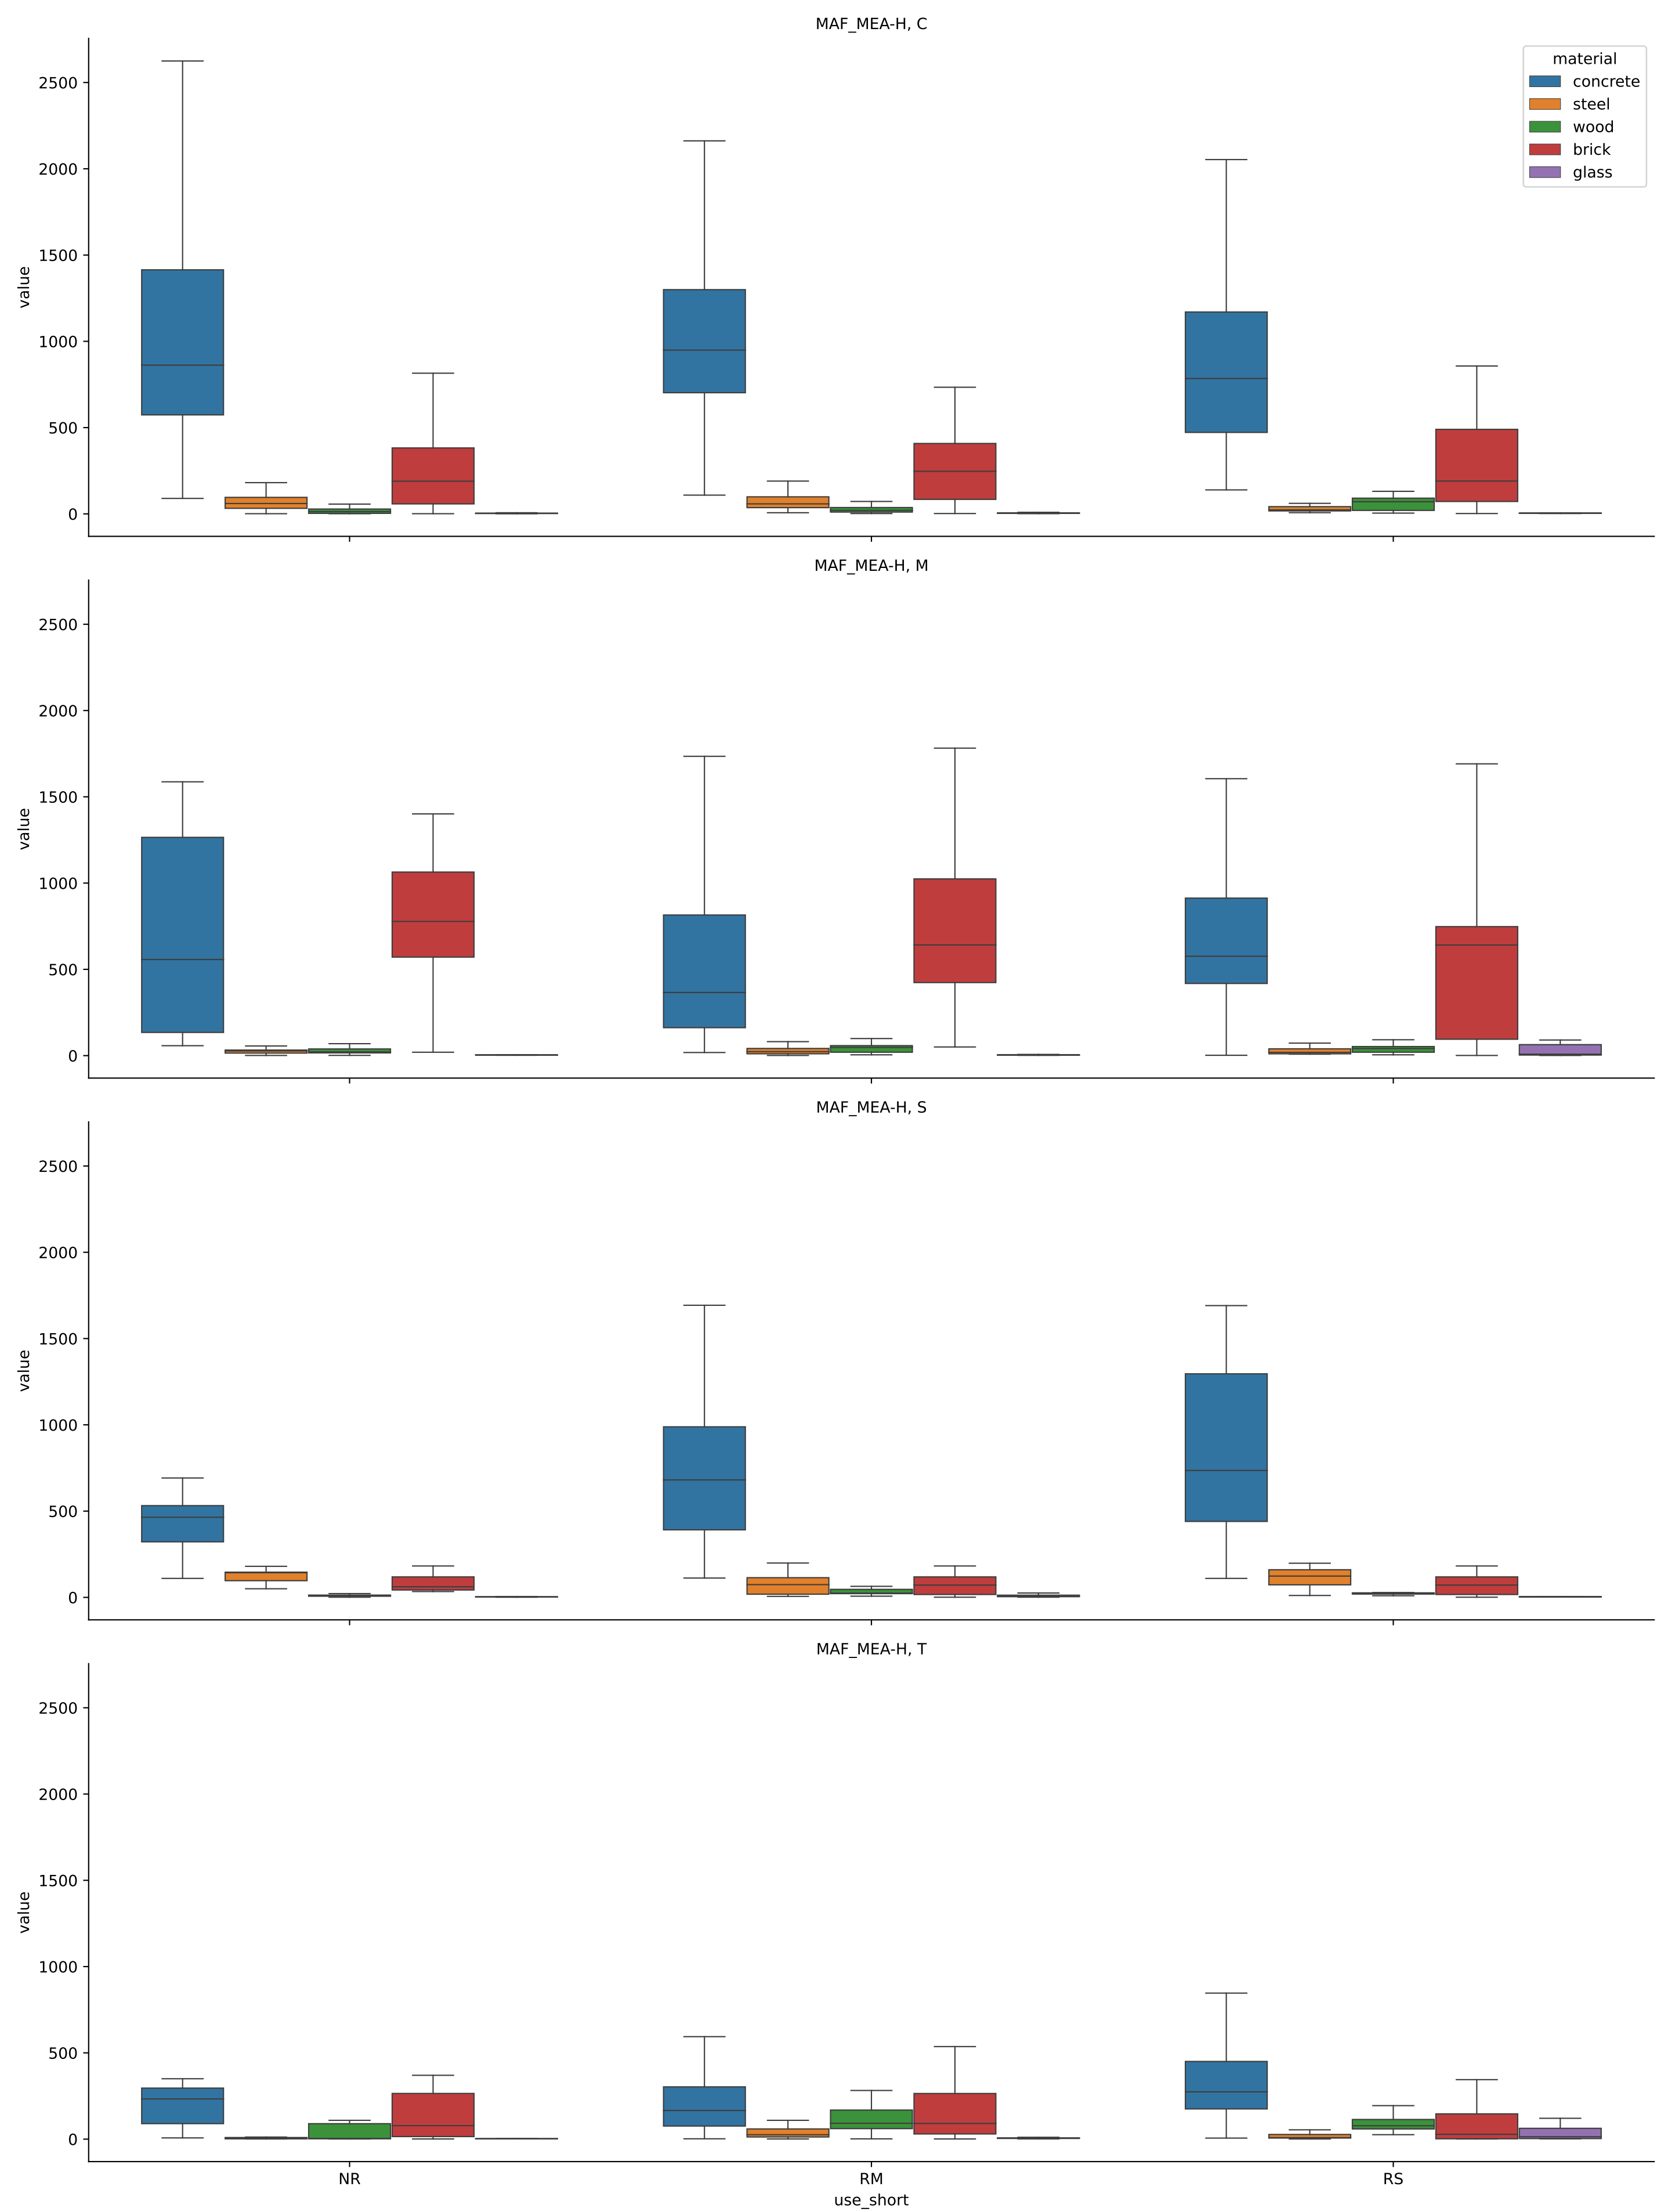 MAF_MEA-H, C
2500
2000
1500
1000
500
0
value
material
concrete
steel
wood
brick
glass
MAF_MEA-H, M
2500
2000
1500
1000
500
0
value
MAF_MEA-H, S
2500
2000
1500
1000
500
0
value
MAF_MEA-H, T
2500
2000
1500
1000
500
0
value
NR RM RS
use_short